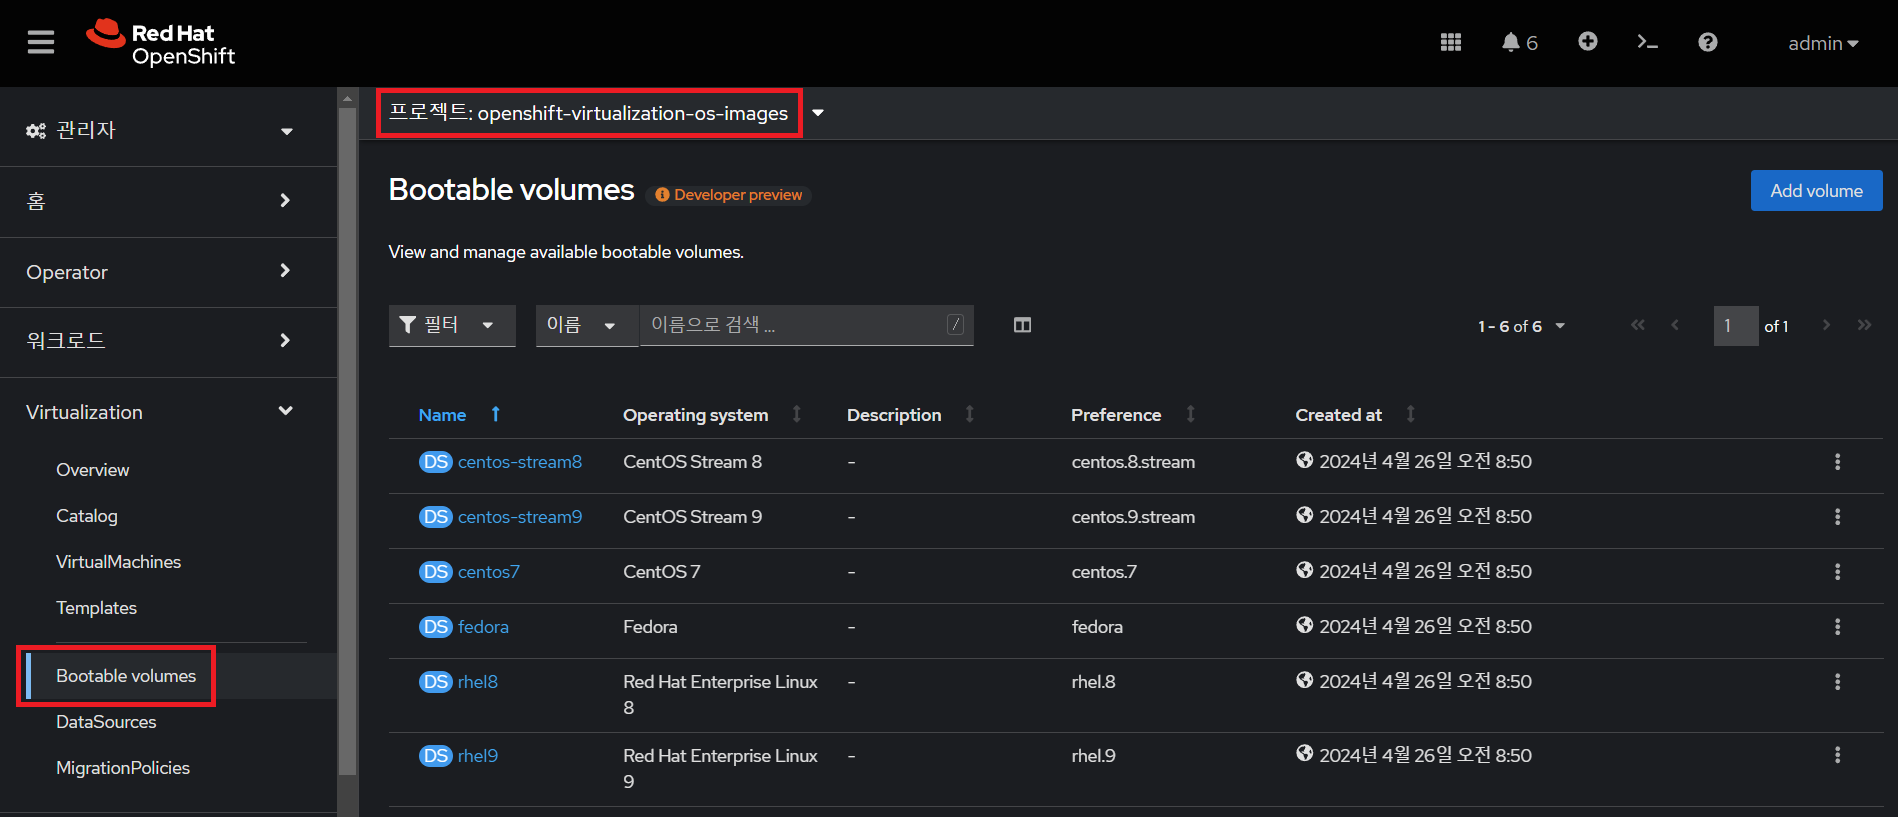 Red Hat
OpenShift
6
admin
관리자
홈
Operator
워크로드
Virtualization
Overview
Catalog
VirtualMachines
Templates
Bootable volumes
DataSources
MigrationPolicies
프로젝트: openshift-virtualization-os-images
Bootable volumes
Developer preview
Add volume
View and manage available bootable volumes.
필터
이름
이름으로 검색 ...
/
1 - 6 of 6
1
of 1
Name Operating system Description Preference Created at
DS centos-stream8 CentOS Stream 8 - centos.8.stream 2024년 4월 26일 오전 8:50
DS centos-stream9 CentOS Stream 9 - centos.9.stream 2024년 4월 26일 오전 8:50
DS centos7 CentOS 7 - centos.7 2024년 4월 26일 오전 8:50
DS fedora Fedora - fedora 2024년 4월 26일 오전 8:50
DS rhel8 Red Hat Enterprise Linux - rhel.8 2024년 4월 26일 오전 8:50
8
DS rhel9 Red Hat Enterprise Linux - rhel.9 2024년 4월 26일 오전 8:50
9